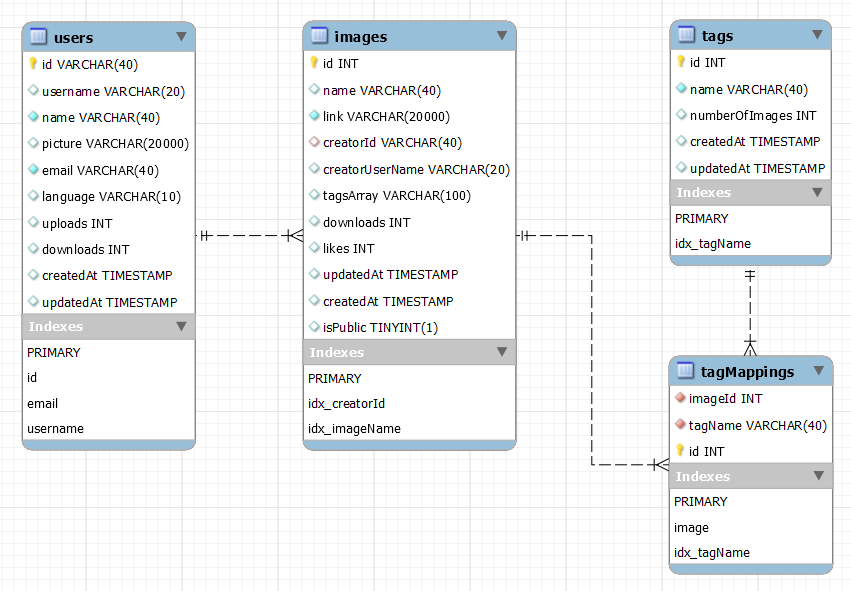 users
id VARCHAR(40)
username VARCHAR(20)
name VARCHAR(40)
picture VARCHAR(20000)
email VARCHAR(40)
language VARCHAR(10)
uploads INT
downloads INT
createdAt TIMESTAMP
updatedAt TIMESTAMP
Indexes
PRIMARY
id
email
username
images
id INT
name VARCHAR(40)
link VARCHAR(20000)
creatorId VARCHAR(40)
creatorUserName VARCHAR(20)
tagsArray VARCHAR(100)
downloads INT
likes INT
updatedAt TIMESTAMP
createdAt TIMESTAMP
isPublic TINYINT(1)
Indexes
PRIMARY
idx_creatorId
idx_imageName
tags
id INT
name VARCHAR(40)
numberOfImages INT
createdAt TIMESTAMP
updatedAt TIMESTAMP
Indexes
PRIMARY
idx_tagName
tagMappings
imageId INT
tagName VARCHAR(40)
id INT
Indexes
PRIMARY
image
idx_tagName